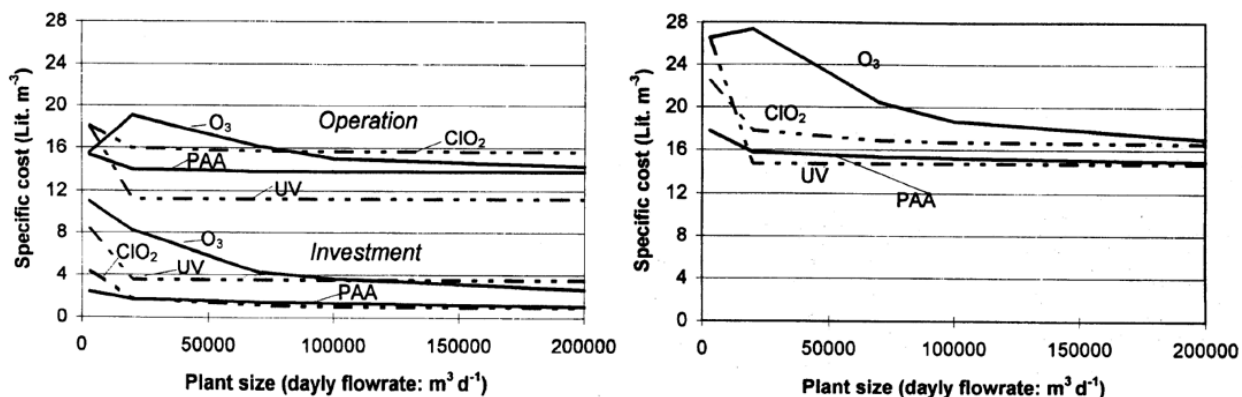 28
24
20
16
12
8
4
0
Specific cost (Lit. m⁻³)
O₃
Operation
ClO₂
PAA
UV
O₃
Investment
ClO₂
UV
PAA
0
50000
100000
150000
200000
Plant size (dayly flowrate: m³ d⁻¹)
28
24
20
16
12
8
4
0
Specific cost (Lit. m⁻³)
O₃
ClO₂
UV
PAA
0
50000
100000
150000
200000
Plant size (dayly flowrate: m³ d⁻¹)